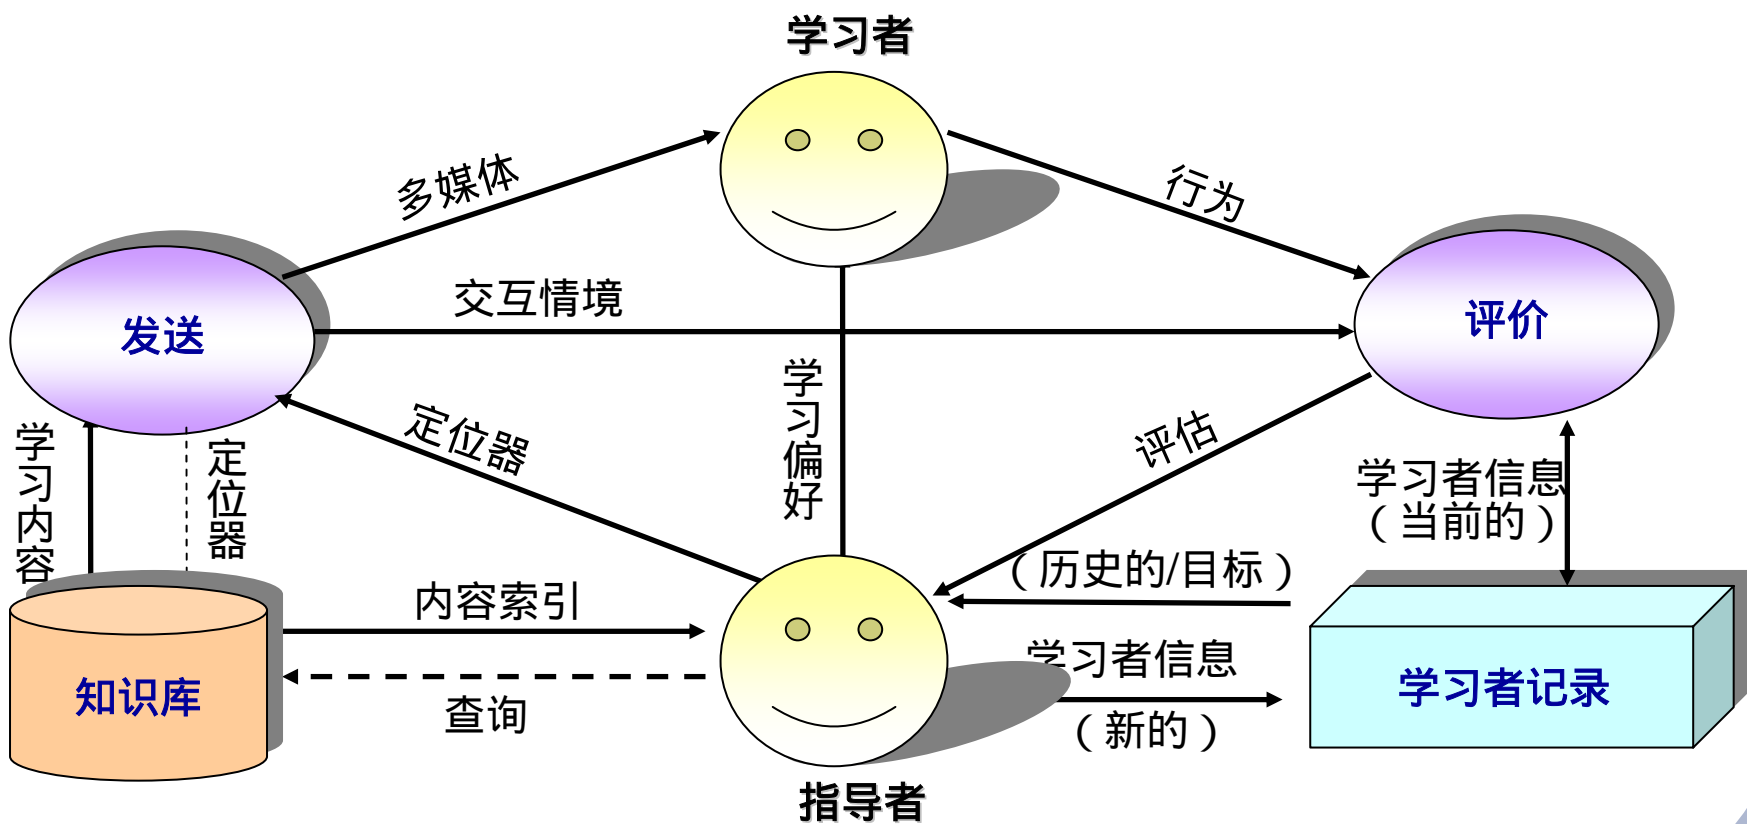 学习者
多媒体
行为
交互情境
发送
评价
学习偏好
定位器
评估
学习内容
定位器
学习者信息
（当前的）
（历史的/目标）
内容索引
学习者信息
知识库
查询
（新的）
学习者记录
指导者